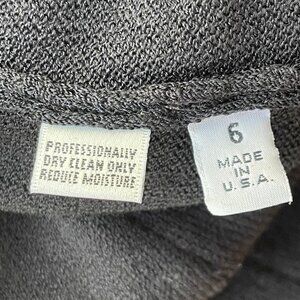 PROFESSIONALLY
DRY CLEAN ONLY
REDUCE MOISTURE
6
MADE
IN
U.S.A.